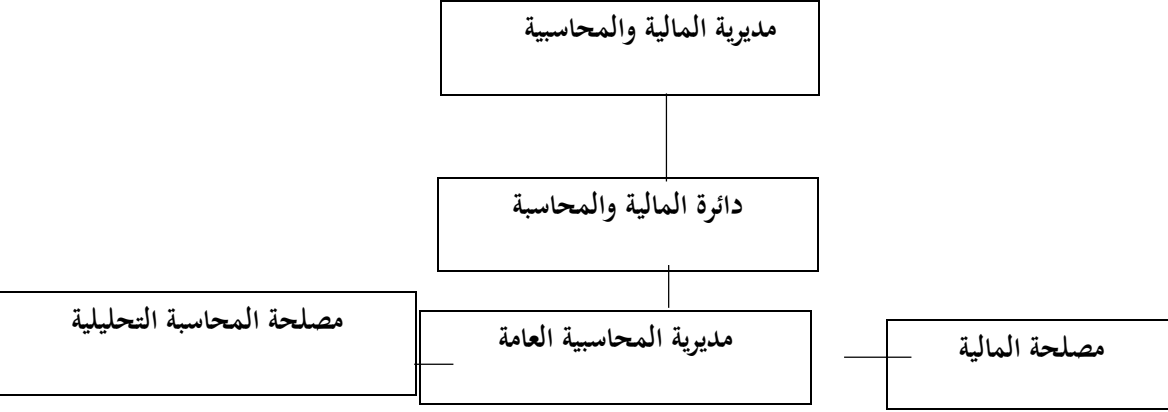 مديرية المالية والمحاسبية
دائرة المالية والمحاسبة
مصلحة المالية
مديرية المحاسبية العامة
مصلحة المحاسبة التحليلية